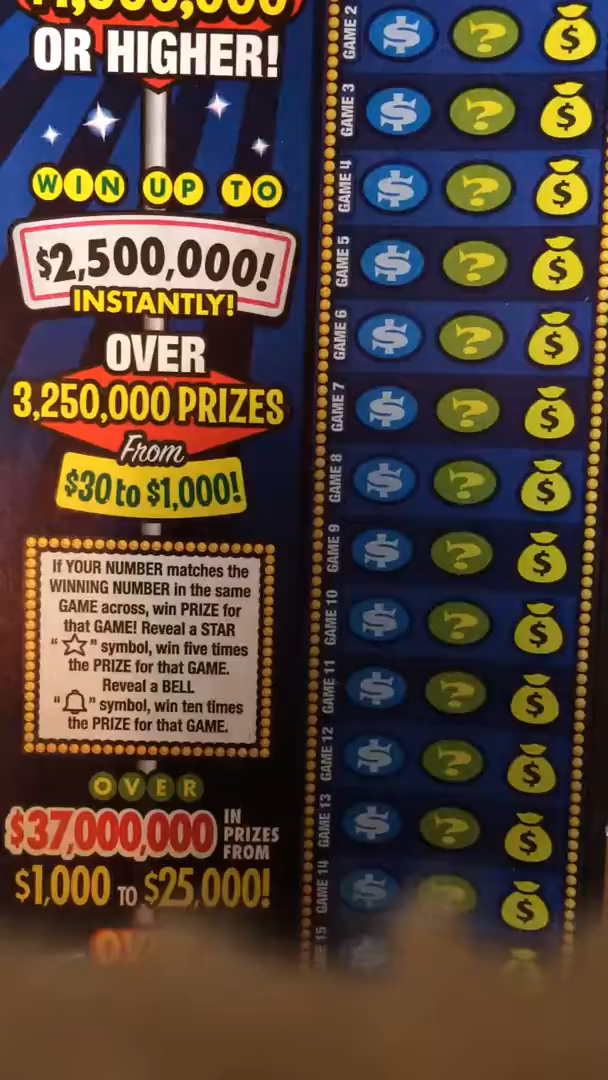 OR HIGHER!
WIN UP TO
$2,500,000!
INSTANTLY!
OVER
3,250,000 PRIZES
From
$30 to $1,000!
If YOUR NUMBER matches the
WINNING NUMBER in the same
GAME across, win PRIZE for
that GAME! Reveal a STAR
“☆” symbol, win five times
the PRIZE for that GAME.
Reveal a BELL
“🔔” symbol, win ten times
the PRIZE for that GAME.
OVER
$37,000,000 IN PRIZES FROM
$1,000 TO $25,000!
GAME 2 $ ? $
GAME 3 $ ? $
GAME 4 $ ? $
GAME 5 $ ? $
GAME 6 $ ? $
GAME 7 $ ? $
GAME 8 $ ? $
GAME 9 $ ? $
GAME 10 $ ? $
GAME 11 $ ? $
GAME 12 $ ? $
GAME 13 $ ? $
GAME 14 $ ? $
15